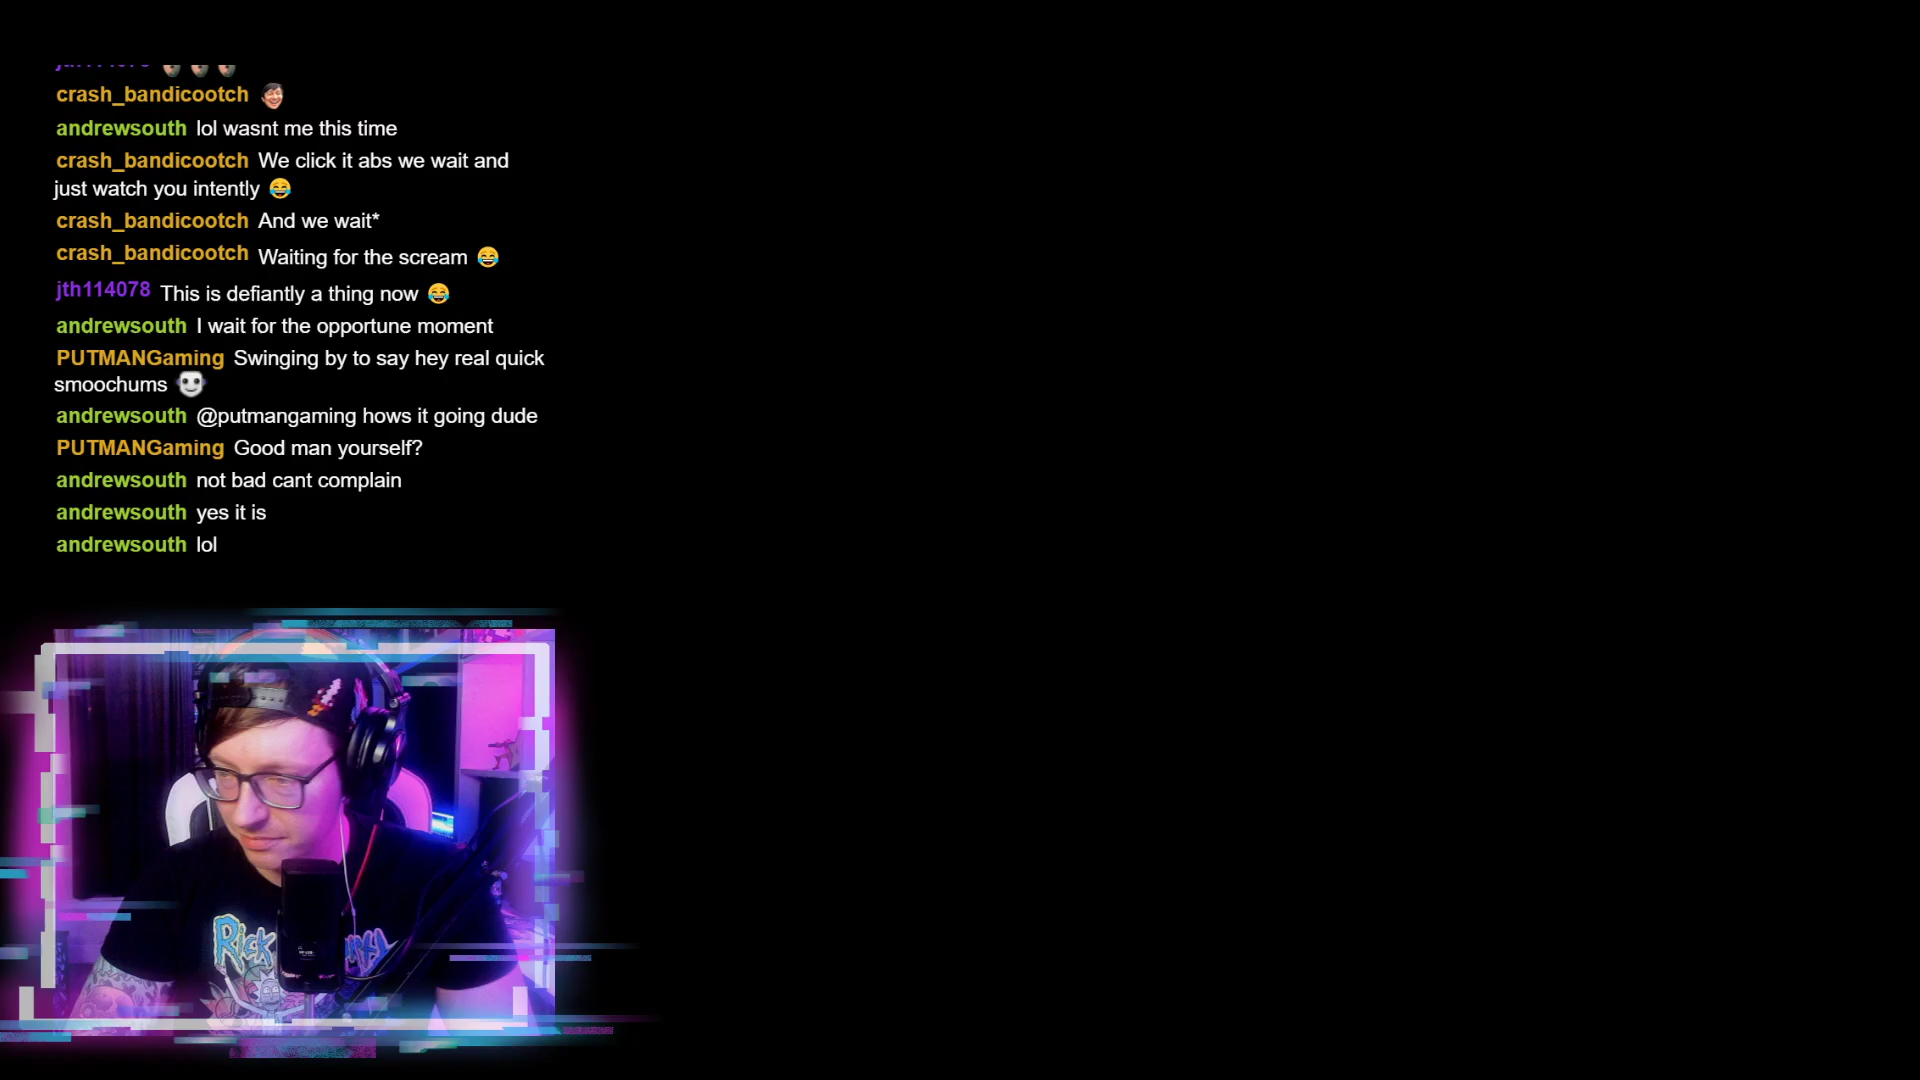 crash_bandicootch
andrewsouth lol wasnt me this time
crash_bandicootch We click it abs we wait and
just watch you intently 😂
crash_bandicootch And we wait*
crash_bandicootch Waiting for the scream 😂
jth114078 This is defiantly a thing now 😂
andrewsouth I wait for the opportune moment
PUTMANGaming Swinging by to say hey real quick
smoochums
andrewsouth @putmangaming hows it going dude
PUTMANGaming Good man yourself?
andrewsouth not bad cant complain
andrewsouth yes it is
andrewsouth lol
Rick